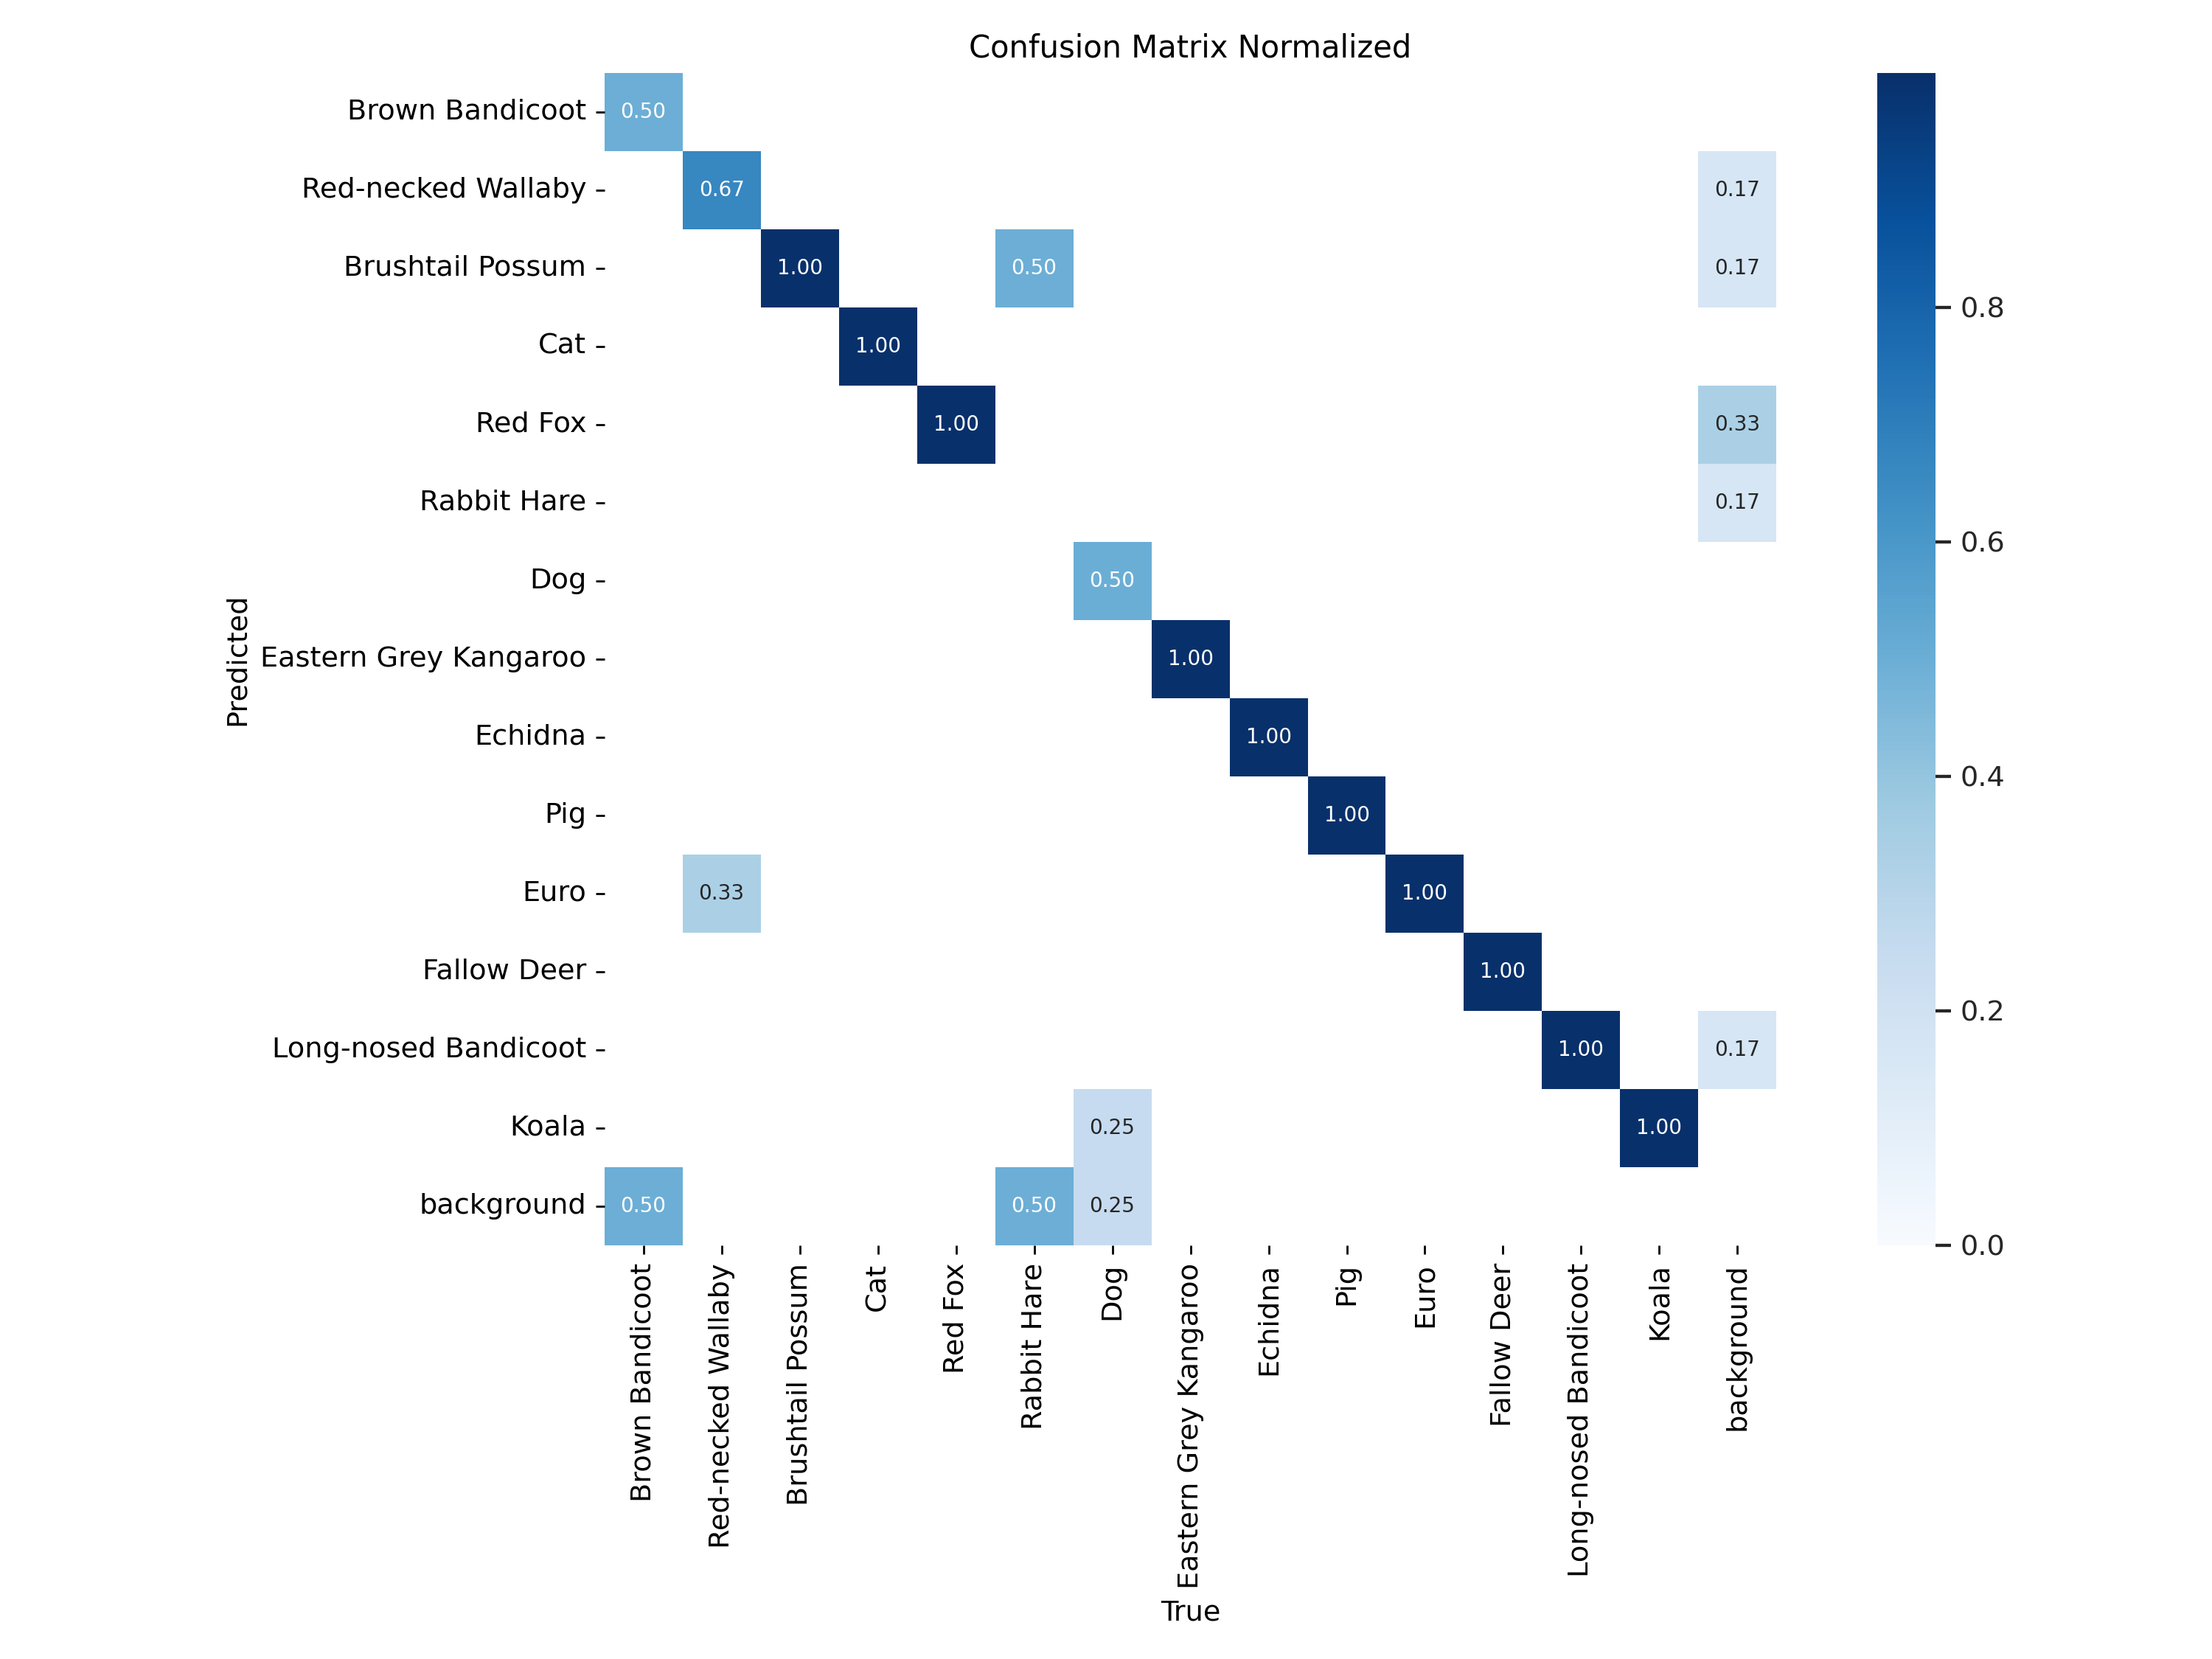 Confusion Matrix Normalized
Brown Bandicoot 0.50
Red-necked Wallaby 0.67 0.17
Brushtail Possum 1.00 0.50 0.17
0.8
Cat 1.00
Red Fox 1.00 0.33
Rabbit Hare 0.17
0.6
Dog 0.50
Predicted
Eastern Grey Kangaroo 1.00
Echidna 1.00
0.4
Pig 1.00
Euro 0.33 1.00
Fallow Deer 1.00
0.2
Long-nosed Bandicoot 1.00 0.17
Koala 0.25 1.00
background 0.50 0.50 0.25
0.0
Brown Bandicoot
Red-necked Wallaby
Brushtail Possum
Cat
Red Fox
Rabbit Hare
Dog
Eastern Grey Kangaroo
Echidna
Pig
Euro
Fallow Deer
Long-nosed Bandicoot
Koala
background
True